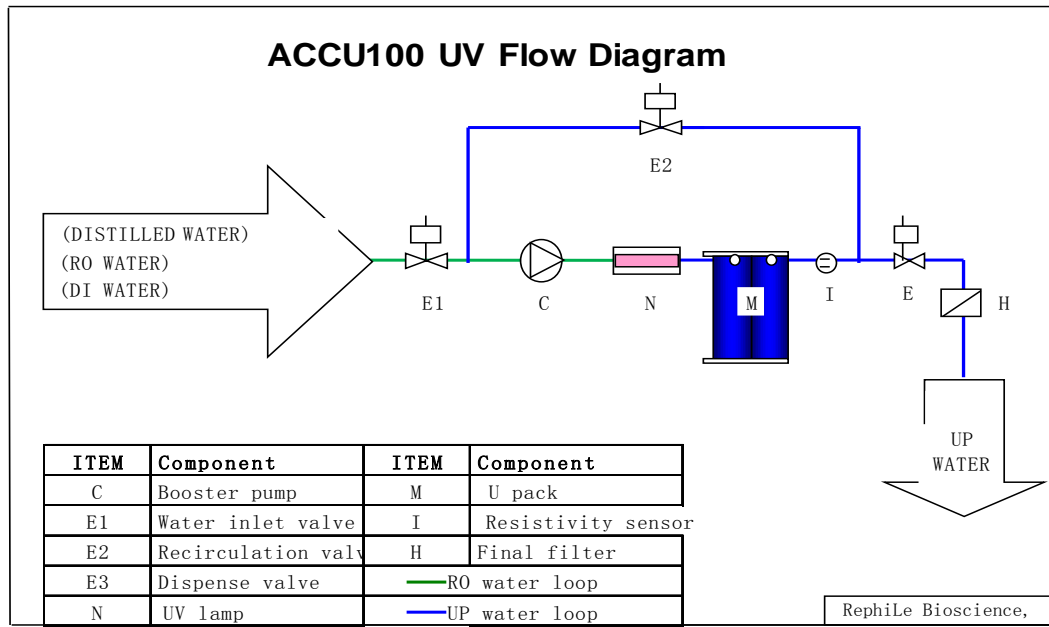 ACCU100 UV Flow Diagram
E2
(DISTILLED WATER)
(RO WATER)
(DI WATER)
E1
C
N
M
I
E
H
UP
WATER
ITEM Component ITEM Component
C Booster pump M U pack
E1 Water inlet valve I Resistivity sensor
E2 Recirculation valv H Final filter
E3 Dispense valve RO water loop
N UV lamp UP water loop
RephiLe Bioscience,